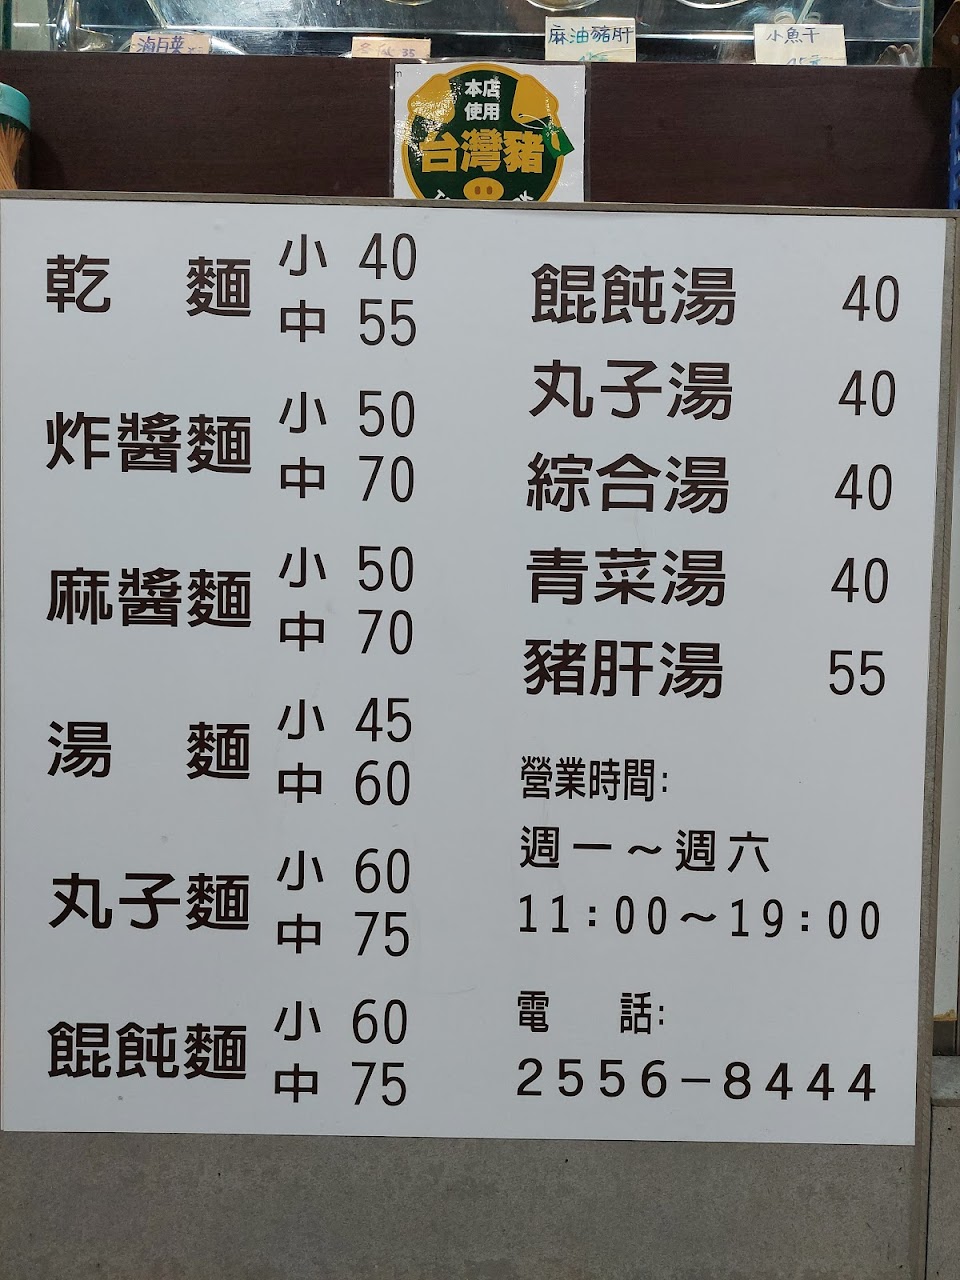 麻油豬肝
小魚干
35
本店
使用
台灣豬
乾麵 小 40
中 55
炸醬麵 小 50
中 70
麻醬麵 小 50
中 70
湯麵 小 45
中 60
丸子麵 小 60
中 75
餛飩麵 小 60
中 75
餛飩湯 40
丸子湯 40
綜合湯 40
青菜湯 40
豬肝湯 55
營業時間:
週一～週六
11:00～19:00
電話:
2556-8444